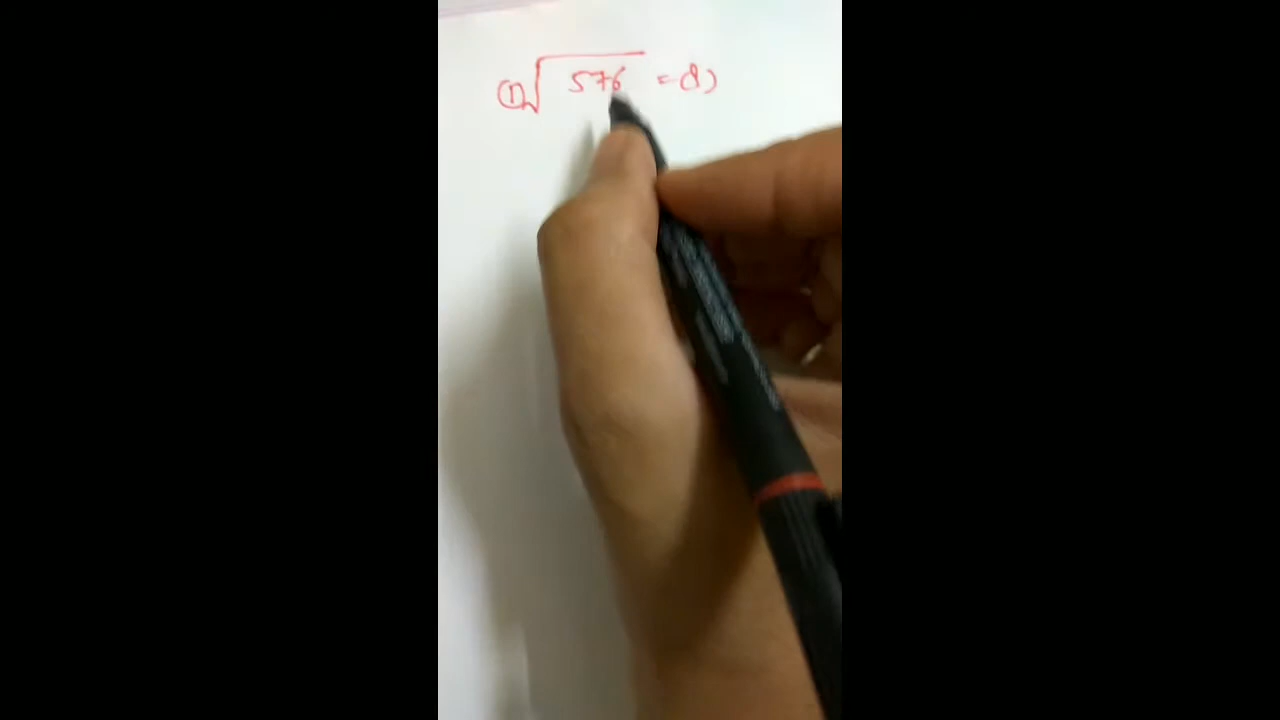 ① √576 = (?)